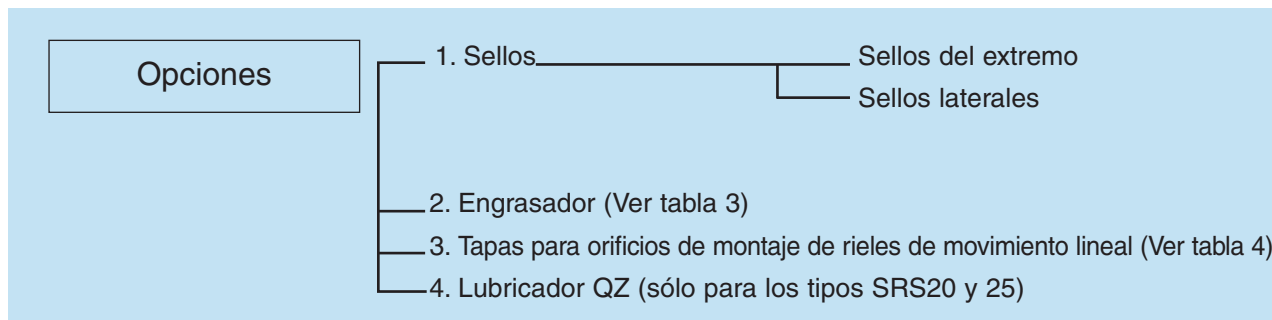 Opciones
1. Sellos
Sellos del extremo
Sellos laterales
2. Engrasador (Ver tabla 3)
3. Tapas para orificios de montaje de rieles de movimiento lineal (Ver tabla 4)
4. Lubricador QZ (sólo para los tipos SRS20 y 25)